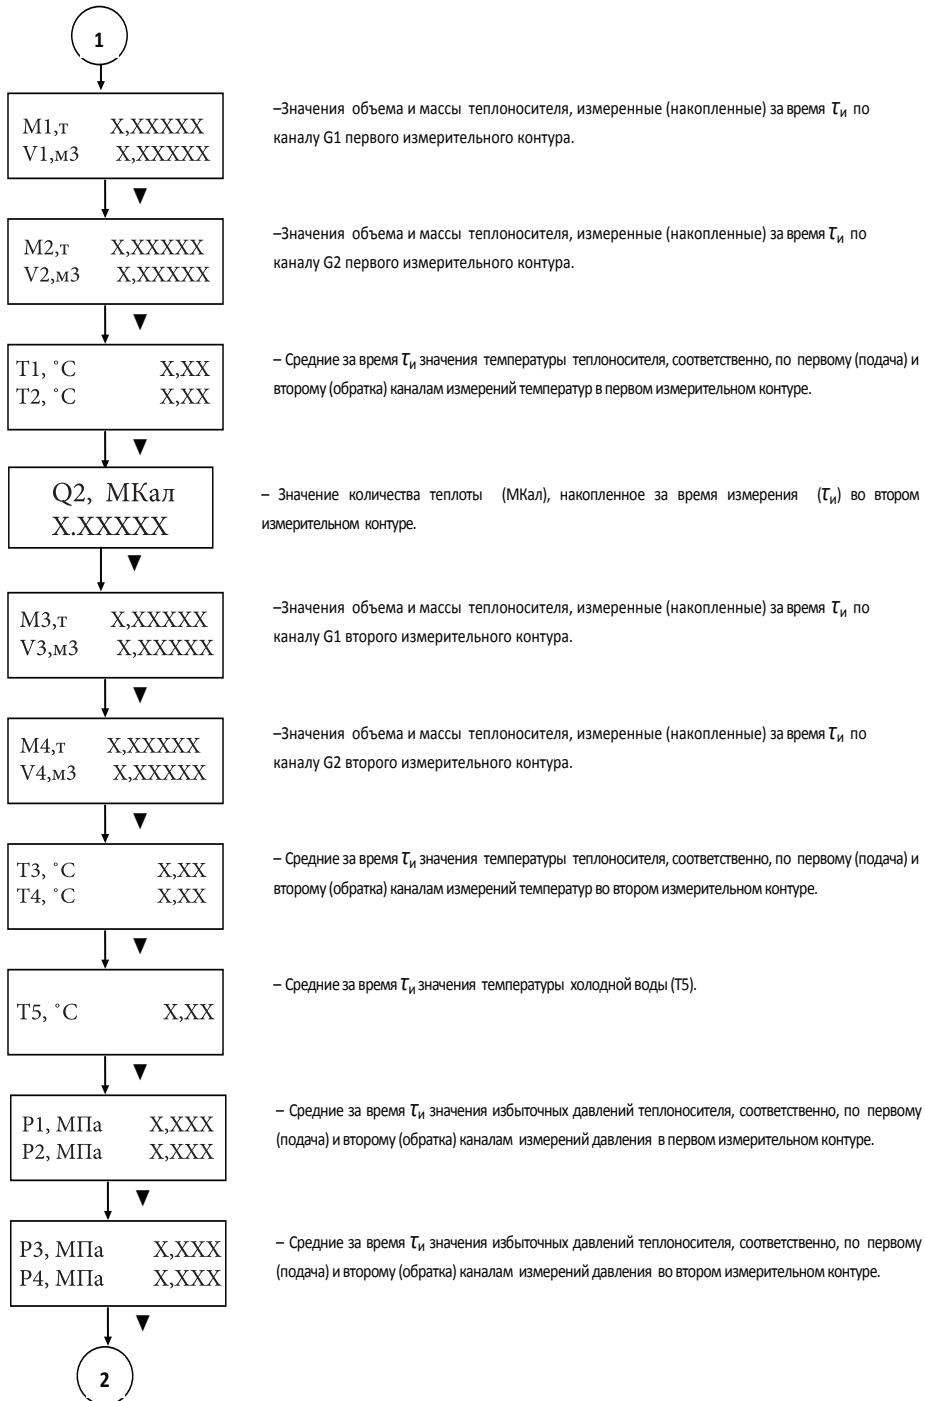 1
M1,т X,XXXXX
V1,м3 X,XXXXX
–Значения объема и массы теплоносителя, измеренные (накопленные) за время τи по
каналу G1 первого измерительного контура.
▼
M2,т X,XXXXX
V2,м3 X,XXXXX
–Значения объема и массы теплоносителя, измеренные (накопленные) за время τи по
каналу G2 первого измерительного контура.
▼
T1, ˚C X,XX
T2, ˚C X,XX
– Средние за время τи значения температуры теплоносителя, соответственно, по первому (подача) и
второму (обратка) каналам измерений температур в первом измерительном контуре.
▼
Q2, МКал
X.XXXXX
– Значение количества теплоты (МКал), накопленное за время измерения (τи) во втором
измерительном контуре.
▼
M3,т X,XXXXX
V3,м3 X,XXXXX
–Значения объема и массы теплоносителя, измеренные (накопленные) за время τи по
каналу G1 второго измерительного контура.
▼
M4,т X,XXXXX
V4,м3 X,XXXXX
–Значения объема и массы теплоносителя, измеренные (накопленные) за время τи по
каналу G2 второго измерительного контура.
▼
T3, ˚C X,XX
T4, ˚C X,XX
– Средние за время τи значения температуры теплоносителя, соответственно, по первому (подача) и
второму (обратка) каналам измерений температур во втором измерительном контуре.
▼
T5, ˚C X,XX
– Средние за время τи значения температуры холодной воды (T5).
▼
P1, МПа X,XXX
P2, МПа X,XXX
– Средние за время τи значения избыточных давлений теплоносителя, соответственно, по первому
(подача) и второму (обратка) каналам измерений давления в первом измерительном контуре.
▼
P3, МПа X,XXX
P4, МПа X,XXX
– Средние за время τи значения избыточных давлений теплоносителя, соответственно, по первому
(подача) и второму (обратка) каналам измерений давления во втором измерительном контуре.
▼
2